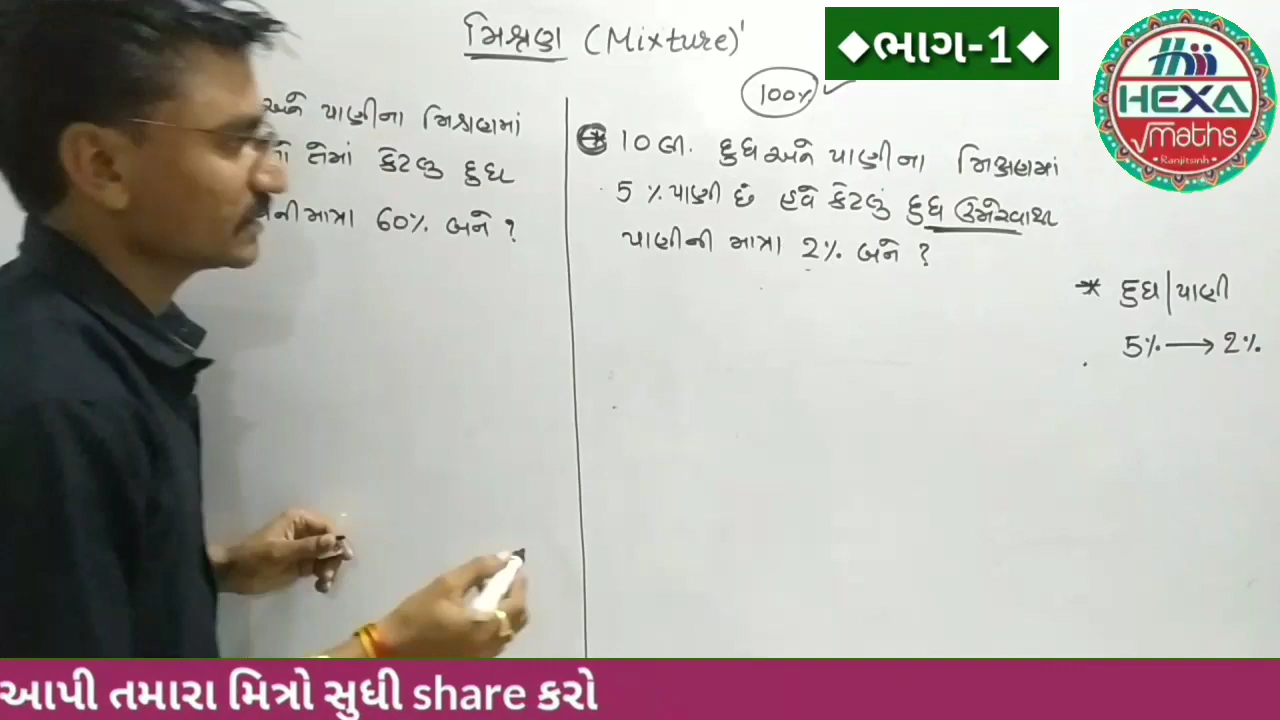 મિશ્રણ (Mixture)'
◆ભાગ-1◆
100%
HEXA
√maths
Ranjitsinh
અને પાણીના મિશ્રણમાં
તેમાં કેટલુ દુધ
ની માત્રા 60% બને ?
10 લી. દુધ અને પાણીના મિશ્રણમાં
5 % પાણી છે હવે કેટલું દુધ ઉમેરવાથી
પાણીની માત્રા 2% બને ?
* દુધ | પાણી
5% → 2%
આપી તમારા મિત્રો સુધી share કરો